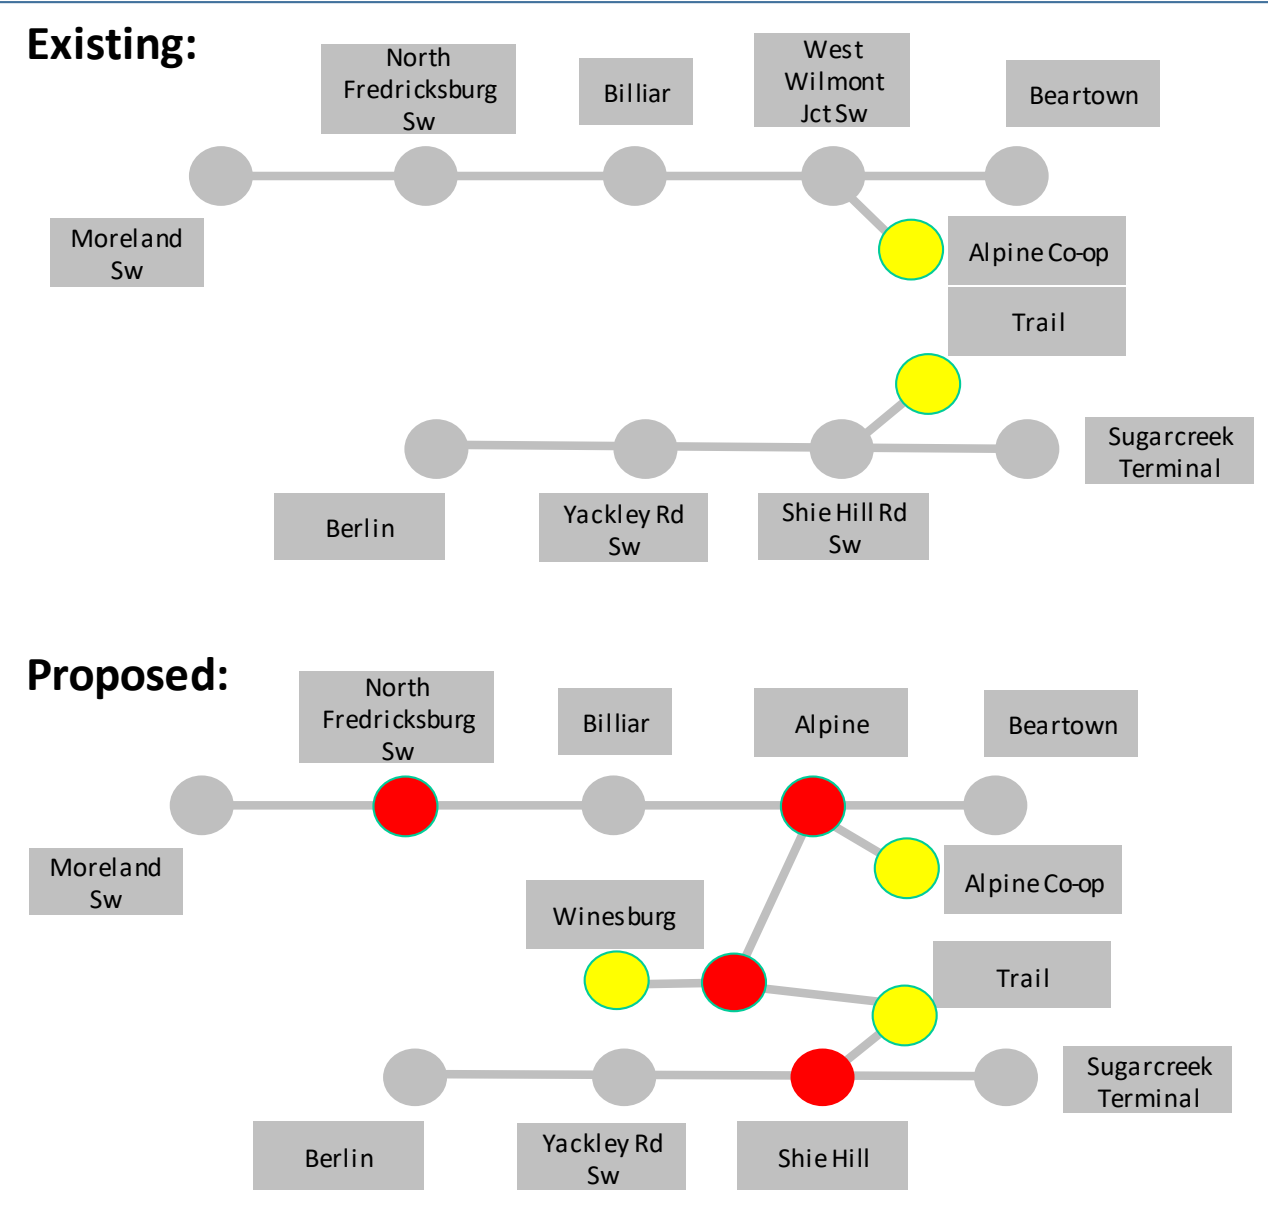 Existing:
North
Fredricksburg
Sw
Billiar
West
Wilmont
Jct Sw
Beartown
Moreland
Sw
Alpine Co-op
Trail
Sugarcreek
Terminal
Berlin
Yackley Rd
Sw
Shie Hill Rd
Sw
Proposed:
North
Fredricksburg
Sw
Billiar
Alpine
Beartown
Moreland
Sw
Alpine Co-op
Winesburg
Trail
Sugarcreek
Terminal
Berlin
Yackley Rd
Sw
Shie Hill